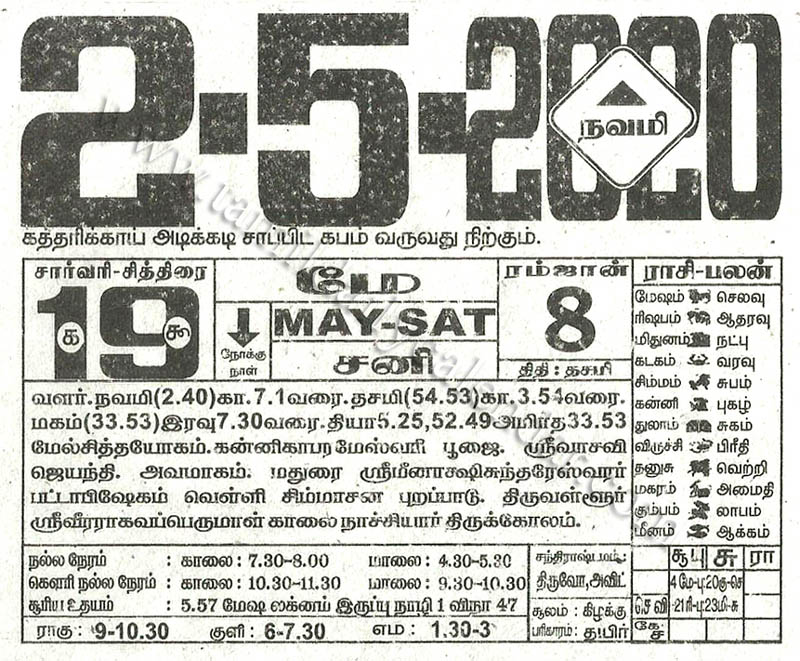 2-5-2020
நவமி
கத்தரிக்காய் அடிக்கடி சாப்பிட கபம் வருவது நிற்கும்.
சார்வரி-சித்திரை
19
க கூ
நோக்கு
நாள்
மே
MAY-SAT
சனி
ரம்ஜான்
8
திதி : தசமி
வளர்.நவமி(2.40)கா.7.1வரை.தசமி(54.53)கா.3.54வரை.
மகம்(33.53)இரவு7.30வரை.தியா5.25,52.49அமிர்த33.53
மேல்சித்தயோகம்.கன்னிகாபரமேஸ்வரி பூஜை. ஸ்ரீவாசவி
ஜெயந்தி. அவமாகம். மதுரை ஸ்ரீமீனாக்ஷிசுந்தரேஸ்வரர்
பட்டாபிஷேகம் வெள்ளி சிம்மாசன புறப்பாடு. திருவள்ளூர்
ஸ்ரீவீரராகவப்பெருமாள் காலை நாச்சியார் திருக்கோலம்.
ராசி-பலன்
மேஷம் செலவு
ரிஷபம் ஆதரவு
மிதுனம் நட்பு
கடகம் வரவு
சிம்மம் சுபம்
கன்னி புகழ்
துலாம் சுகம்
விருச்சி பிரீதி
தனுசு வெற்றி
மகரம் அமைதி
கும்பம் லாபம்
மீனம் ஆக்கம்
நல்ல நேரம் : காலை: 7.30-8.00 மாலை: 4.30-5.30
கௌரி நல்ல நேரம் : காலை: 10.30-11.30 மாலை: 9.30-10.30
சூரிய உதயம் : 5.57 மேஷ லக்னம் இருப்பு நாழி 1 விநா 47
ராகு: 9-10.30 குளி: 6-7.30 எம: 1.30-3
சந்திராஷ்டமம்:
திருவோ,அவிட்
சூலம் : கிழக்கு
பரிகாரம் : தயிர்
சூபு சு ரா
4 மே-பு:20கு-செ
செ வி -21ரி-பு:23மி-சு
கே
www.tamildailycalendar.com